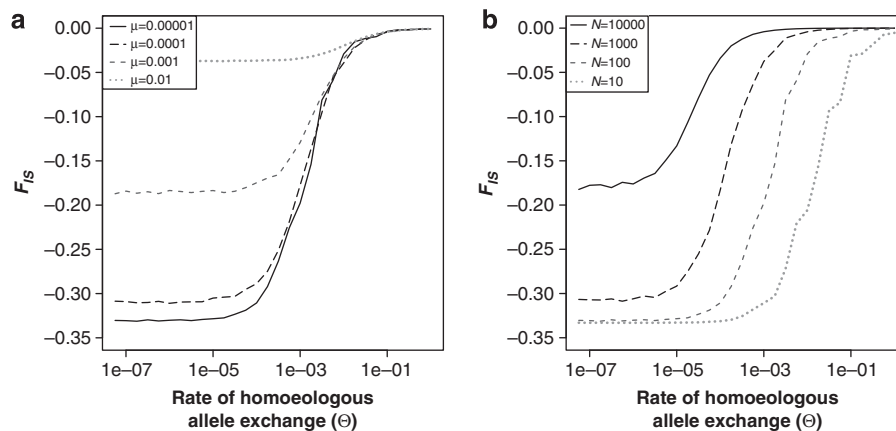 a
0.00
−0.05
−0.10
−0.15
−0.20
−0.25
−0.30
−0.35
F_IS
μ=0.00001
μ=0.0001
μ=0.001
μ=0.01
1e−07
1e−05
1e−03
1e−01
Rate of homoeologous
allele exchange (Θ)
b
0.00
−0.05
−0.10
−0.15
−0.20
−0.25
−0.30
−0.35
F_IS
N=10000
N=1000
N=100
N=10
1e−07
1e−05
1e−03
1e−01
Rate of homoeologous
allele exchange (Θ)